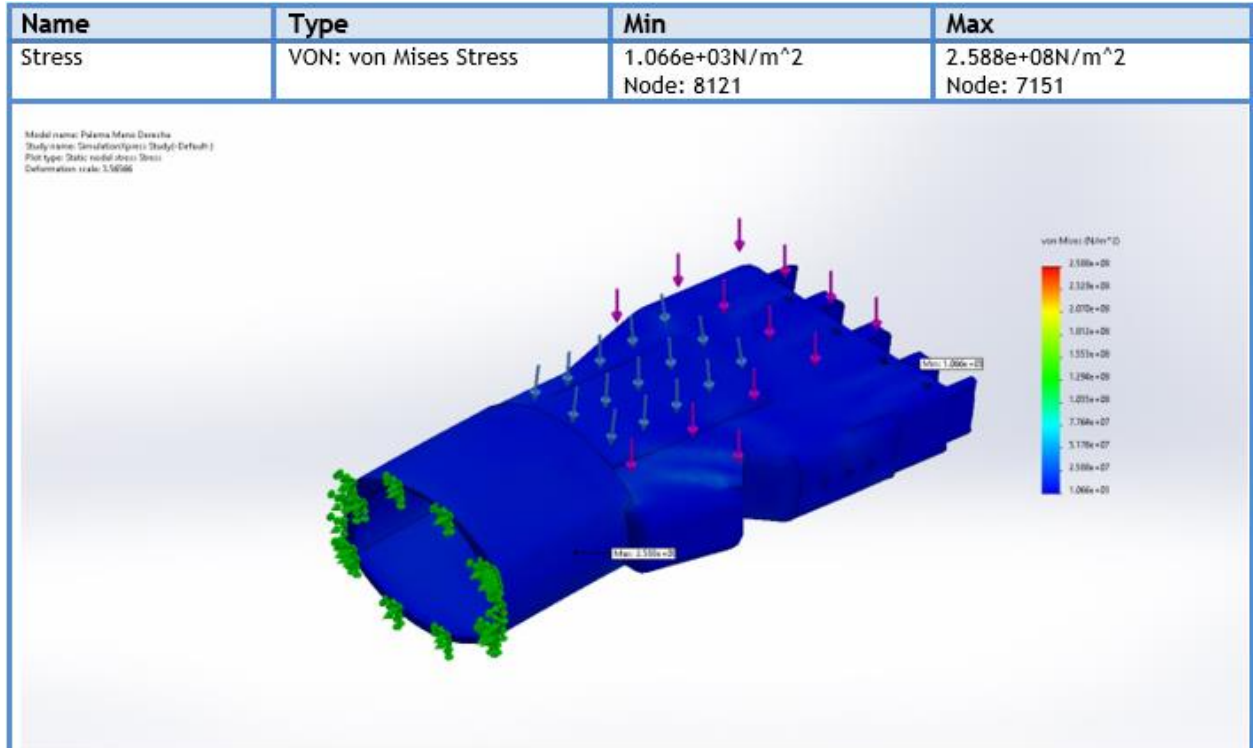 Name Type Min Max
Stress VON: von Mises Stress 1.066e+03N/m^2 2.588e+08N/m^2
Node: 8121 Node: 7151
Model name: Palama Mano Derecha
Study name: SimulationXpress Study(-Default-)
Plot type: Static nodal stress Stress
Deformation scale: 3.56566
von Mises (N/m^2)
2.588e+08
2.329e+08
2.070e+08
1.812e+08
1.553e+08
1.294e+08
1.035e+08
7.764e+07
5.176e+07
2.588e+07
1.066e+03
Min: 1.066e+03
Max: 2.588e+08